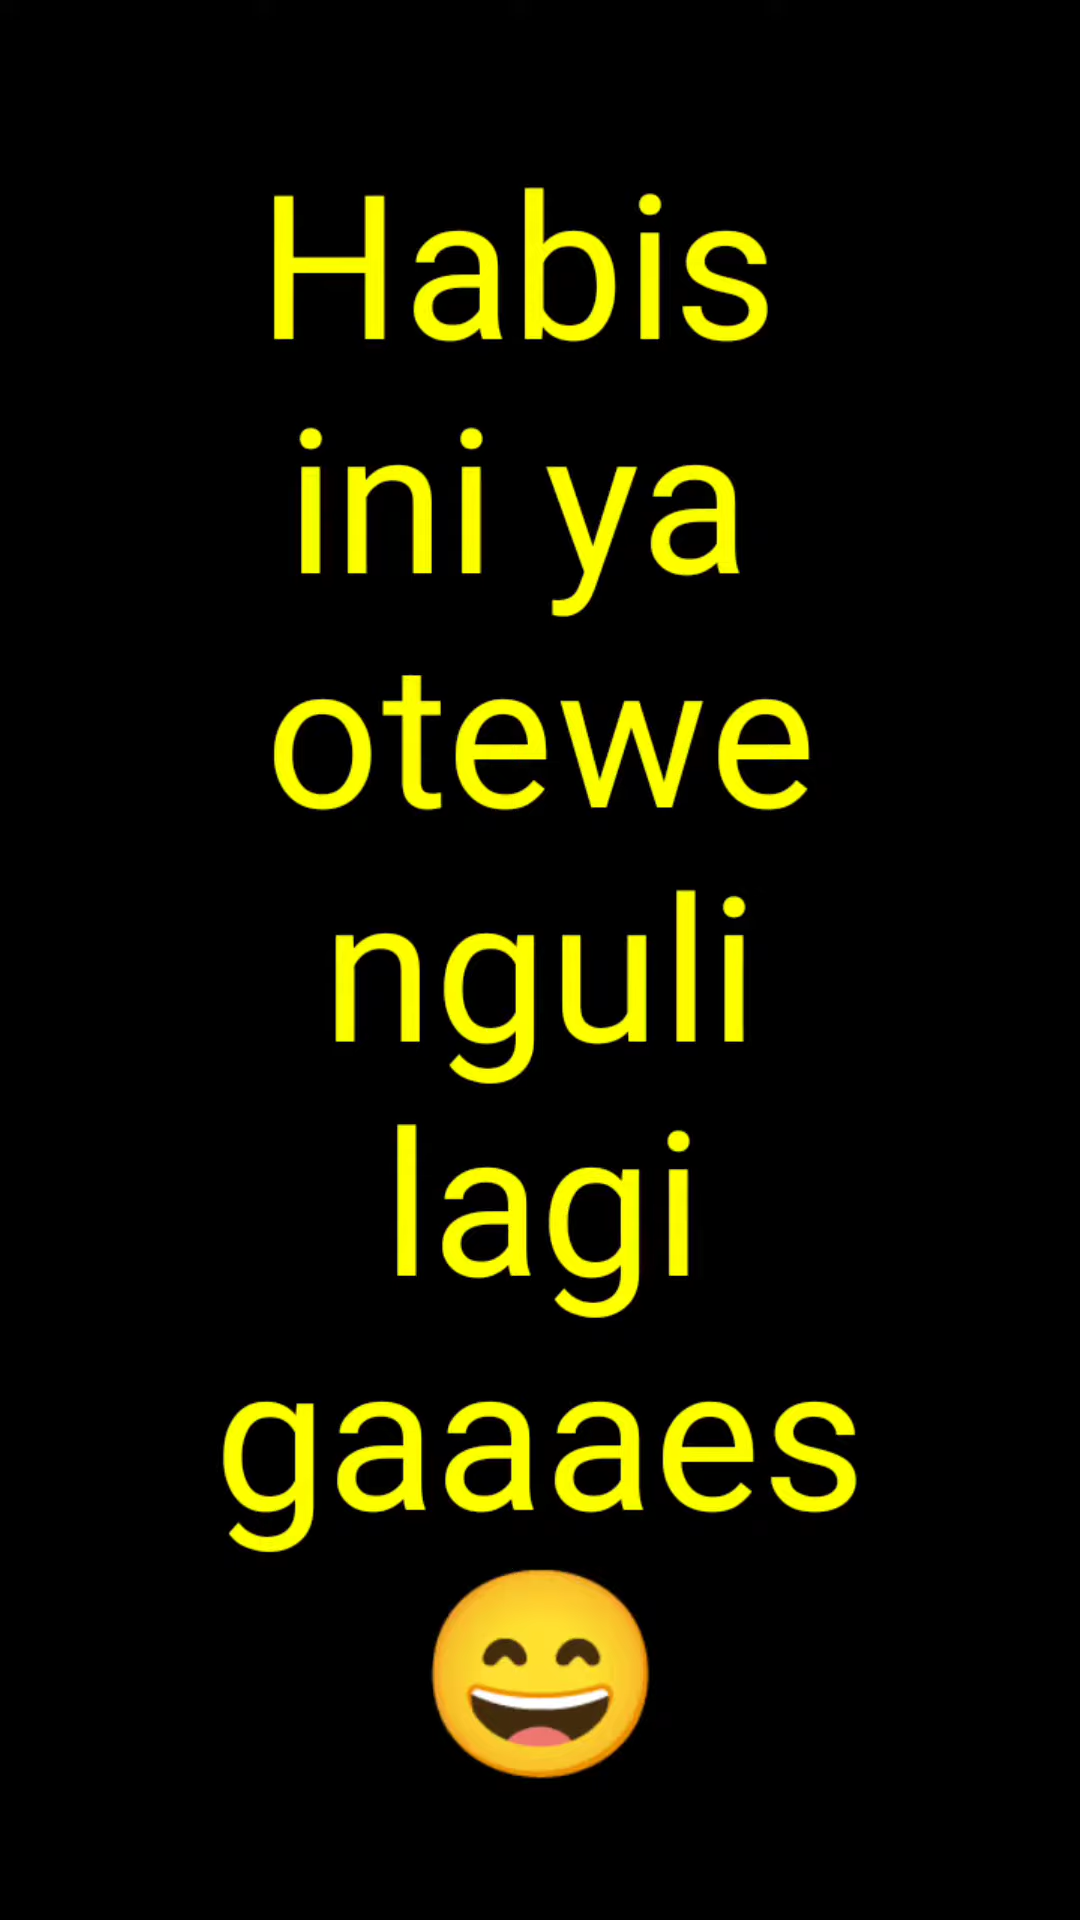 Habis
ini ya
otewe
nguli
lagi
gaaaes
😄